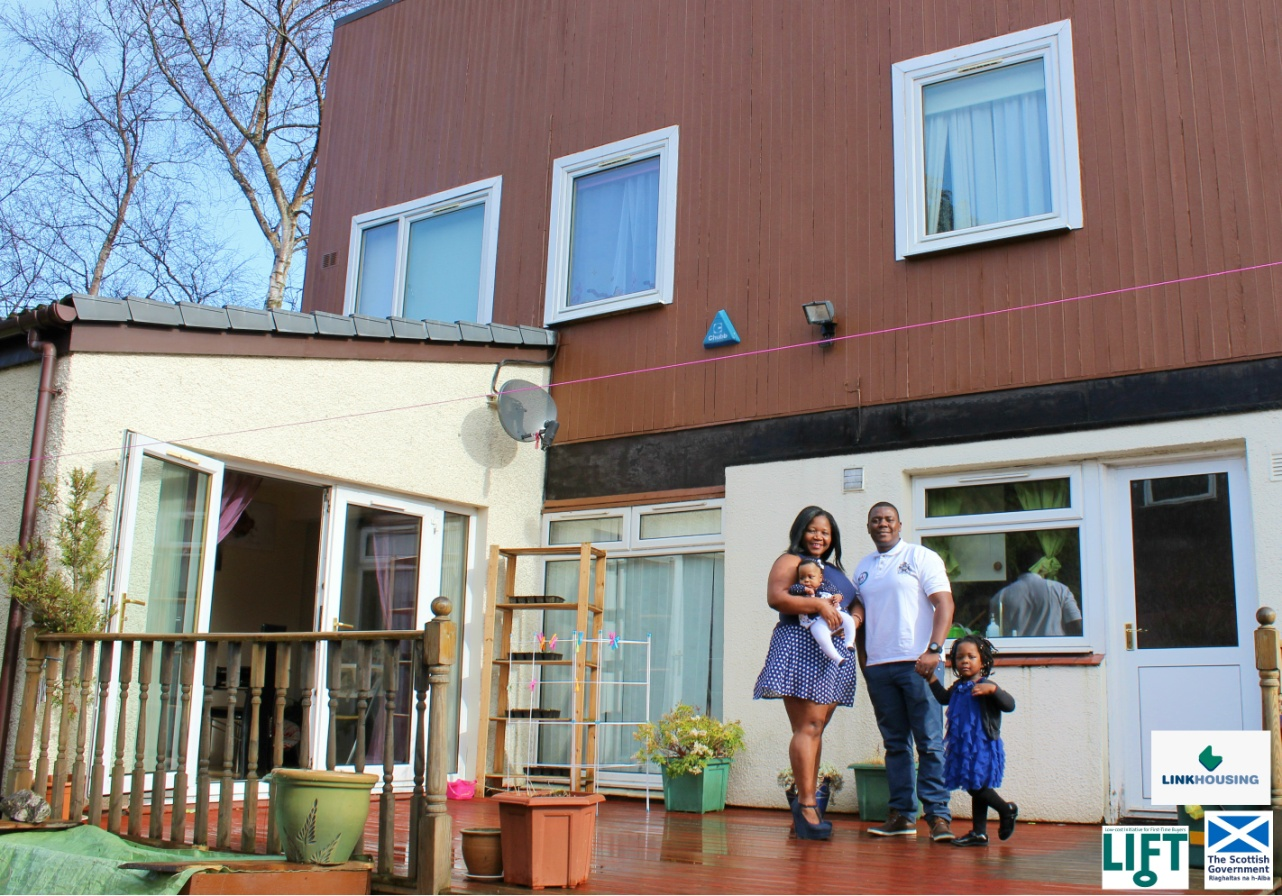 Chubb
LINKHOUSING
Low-cost Initiative for First Time Buyers
LIFT
The Scottish
Government
Riaghaltas na h-Alba